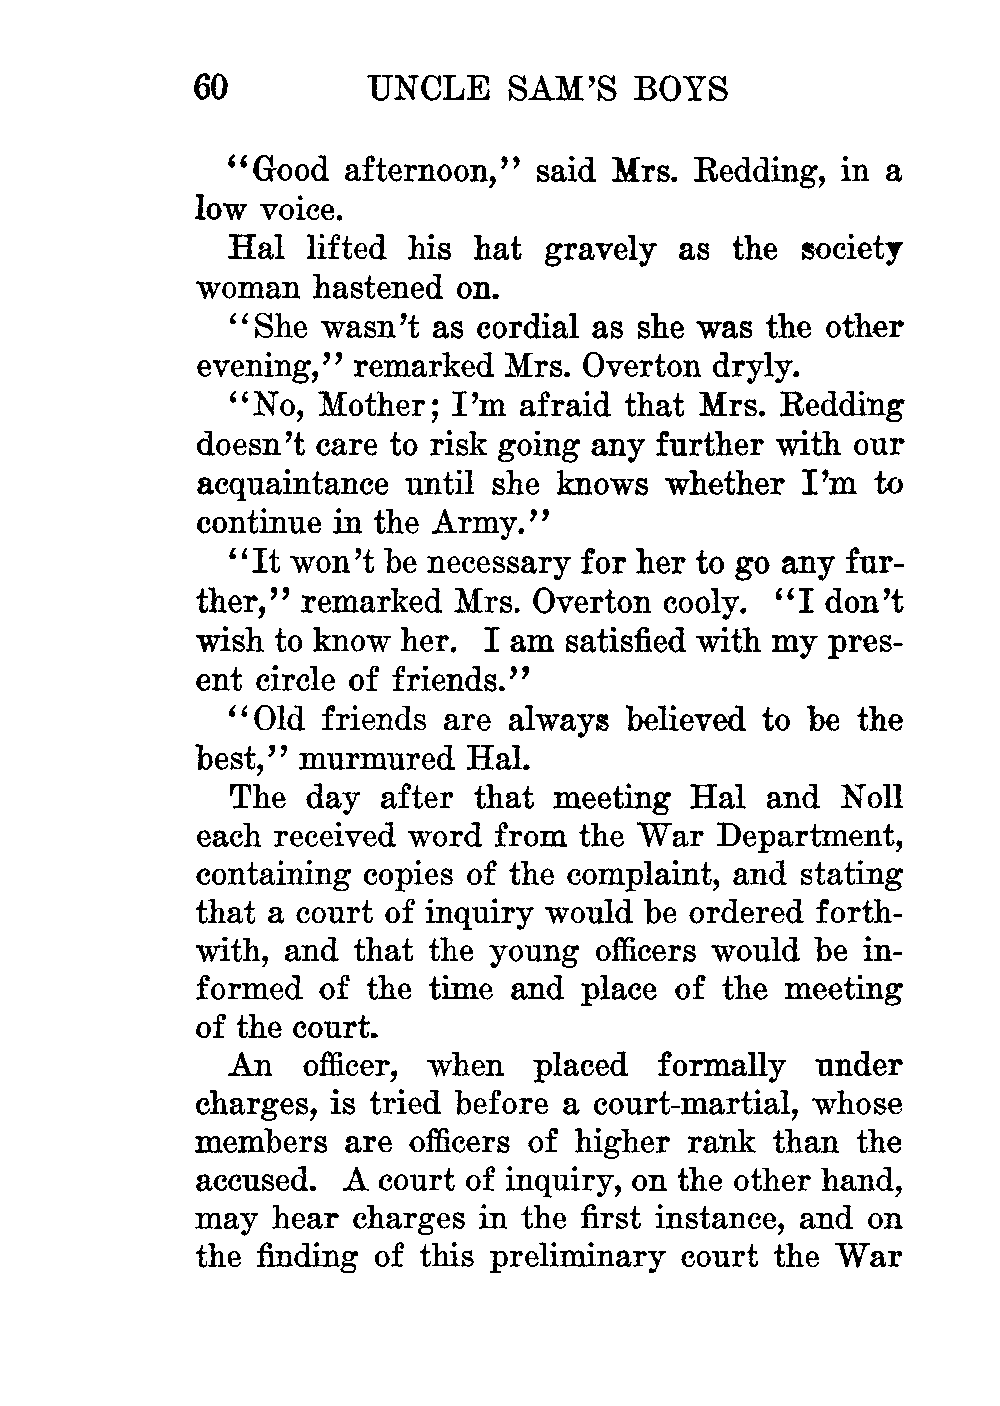 60 UNCLE SAM'S BOYS
"Good afternoon," said Mrs. Redding, in a
low voice.
Hal lifted his hat gravely as the society
woman hastened on.
"She wasn't as cordial as she was the other
evening," remarked Mrs. Overton dryly.
"No, Mother; I'm afraid that Mrs. Redding
doesn't care to risk going any further with our
acquaintance until she knows whether I'm to
continue in the Army."
"It won't be necessary for her to go any fur-
ther," remarked Mrs. Overton cooly. "I don't
wish to know her. I am satisfied with my pres-
ent circle of friends."
"Old friends are always believed to be the
best," murmured Hal.
The day after that meeting Hal and Noll
each received word from the War Department,
containing copies of the complaint, and stating
that a court of inquiry would be ordered forth-
with, and that the young officers would be in-
formed of the time and place of the meeting
of the court.
An officer, when placed formally under
charges, is tried before a court-martial, whose
members are officers of higher rank than the
accused. A court of inquiry, on the other hand,
may hear charges in the first instance, and on
the finding of this preliminary court the War